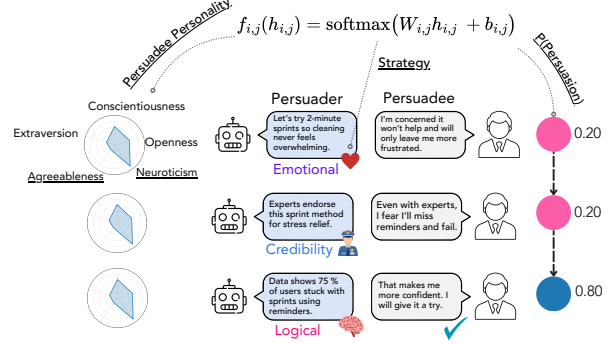 Persuadee Personality
f_{i,j}(h_{i,j}) = softmax(W_{i,j}h_{i,j} + b_{i,j})
P(Persuasion)
Strategy
Persuader
Persuadee
Conscientiousness
Extraversion
Openness
Agreeableness
Neuroticism
Let's try 2-minute
sprints so cleaning
never feels
overwhelming.
Emotional
I'm concerned it
won't help and will
only leave me more
frustrated.
0.20
Experts endorse
this sprint method
for stress relief.
Credibility
Even with experts,
I fear I'll miss
reminders and fail.
0.20
Data shows 75 %
of users stuck with
sprints using
reminders.
Logical
That makes me
more confident. I
will give it a try.
0.80